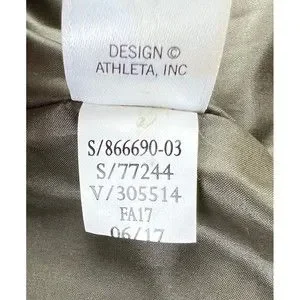 DESIGN ©
ATHLETA, INC
S/866690-03
S/77244
V/305514
FA17
06/17